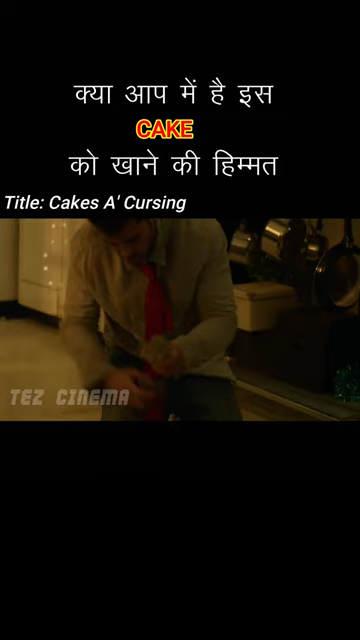 क्या आप में है इस
CAKE
को खाने की हिम्मत
Title: Cakes A' Cursing
TEZ CINEMA